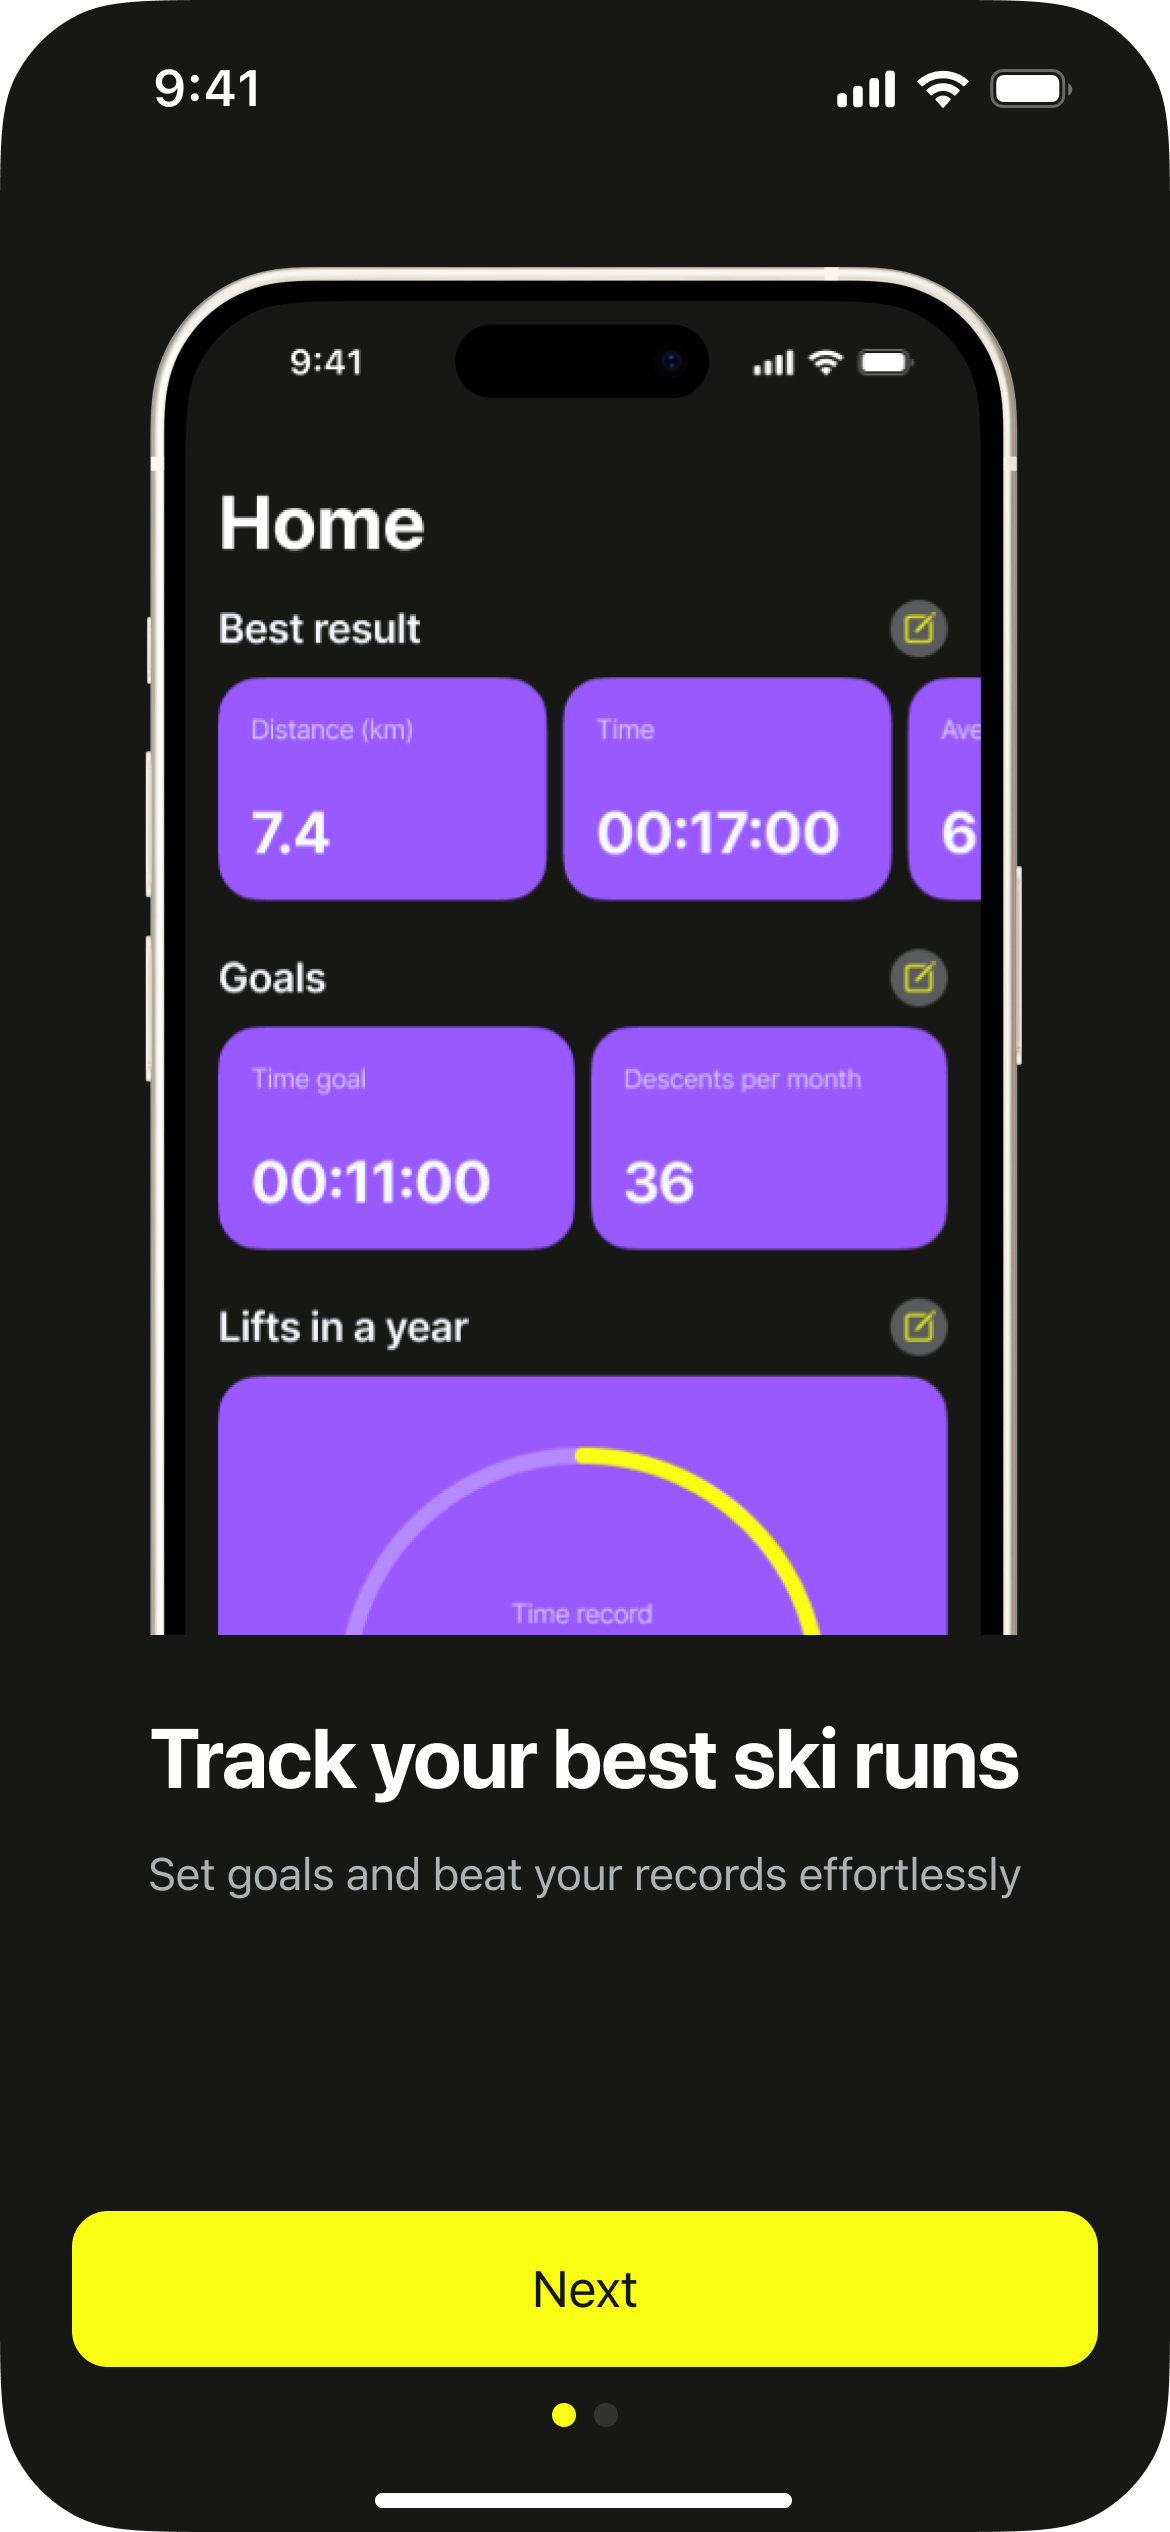 9:41
9:41
Home
Best result
Distance (km)
Time
Ave
7.4
00:17:00
6
Goals
Time goal
Descents per month
00:11:00
36
Lifts in a year
Time record
Track your best ski runs
Set goals and beat your records effortlessly
Next